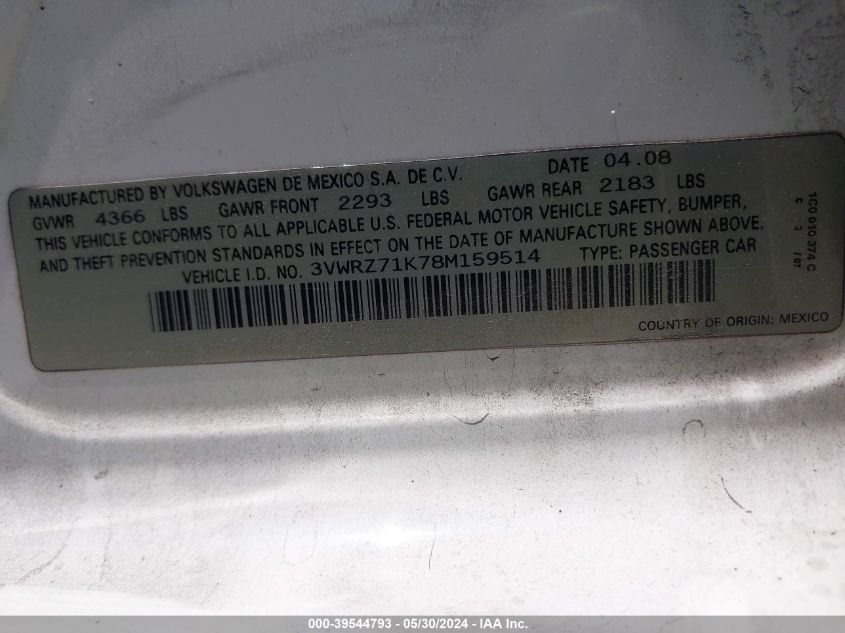 MANUFACTURED BY VOLKSWAGEN DE MEXICO S.A. DE C.V. DATE 04.08
GVWR 4366 LBS GAWR FRONT 2293 LBS GAWR REAR 2183 LBS
THIS VEHICLE CONFORMS TO ALL APPLICABLE U.S. FEDERAL MOTOR VEHICLE SAFETY, BUMPER,
AND THEFT PREVENTION STANDARDS IN EFFECT ON THE DATE OF MANUFACTURE SHOWN ABOVE.
VEHICLE I.D. NO. 3VWRZ71K78M159514 TYPE: PASSENGER CAR
COUNTRY OF ORIGIN: MEXICO
1C0 010 374 C
000-39544793 - 05/30/2024 - IAA Inc.